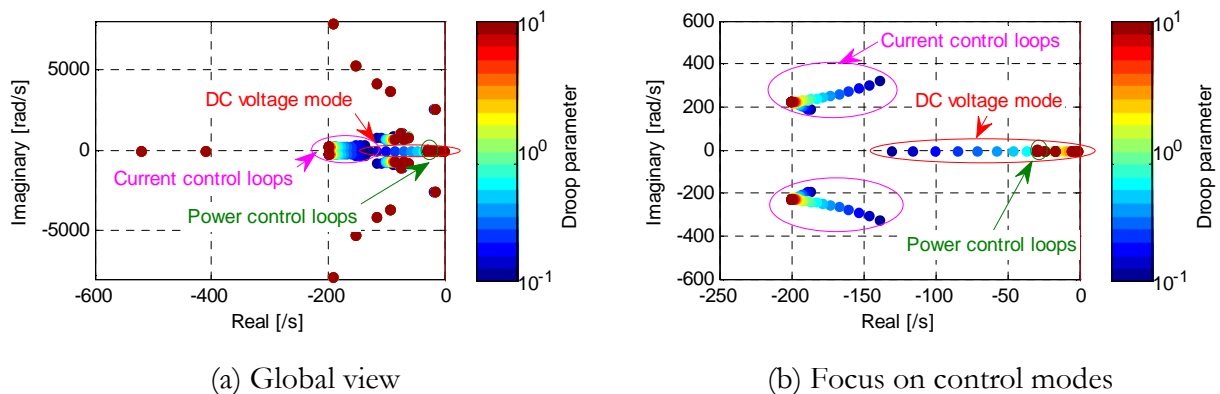 5000
0
-5000
-600
-400
-200
0
Imaginary [rad/s]
Real [/s]
DC voltage mode
Current control loops
Power control loops
10^1
10^0
10^-1
Droop parameter
(a) Global view
600
400
200
0
-200
-400
-600
-250
-200
-150
-100
-50
0
Imaginary [rad/s]
Real [/s]
Current control loops
DC voltage mode
Power control loops
10^1
10^0
10^-1
Droop parameter
(b) Focus on control modes